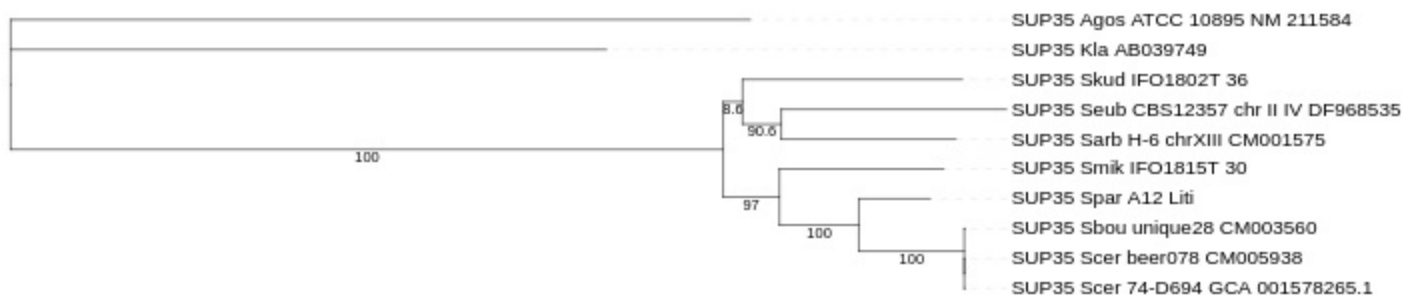 SUP35 Agos ATCC 10895 NM 211584
SUP35 Kla AB039749
SUP35 Skud IFO1802T 36
8.6
SUP35 Seub CBS12357 chr II IV DF968535
90.6
SUP35 Sarb H-6 chrXIII CM001575
100
SUP35 Smik IFO1815T 30
97
SUP35 Spar A12 Liti
100
SUP35 Sbou unique28 CM003560
100
SUP35 Scer beer078 CM005938
SUP35 Scer 74-D694 GCA 001578265.1